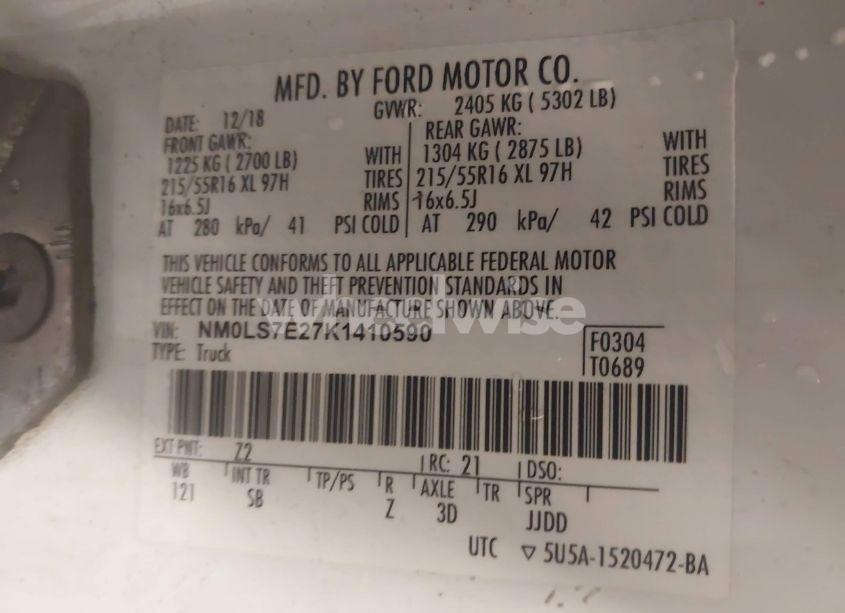 MFD. BY FORD MOTOR CO.
DATE: 12/18 GVWR: 2405 KG ( 5302 LB)
FRONT GAWR: REAR GAWR:
1225 KG ( 2700 LB) WITH 1304 KG ( 2875 LB) WITH
215/55R16 XL 97H TIRES 215/55R16 XL 97H TIRES
16x6.5J RIMS 16x6.5J RIMS
AT 280 kPa/ 41 PSI COLD AT 290 kPa/ 42 PSI COLD
THIS VEHICLE CONFORMS TO ALL APPLICABLE FEDERAL MOTOR
VEHICLE SAFETY AND THEFT PREVENTION STANDARDS IN
EFFECT ON THE DATE OF MANUFACTURE SHOWN ABOVE.
VIN: NM0LS7E27K1410590
TYPE: Truck
F0304
T0689
EXT PNT: Z2 RC: 21 DSO:
WB INT TR TP/PS R AXLE TR SPR
121 SB Z 3D JJDD
UTC ▽ 5U5A-1520472-BA